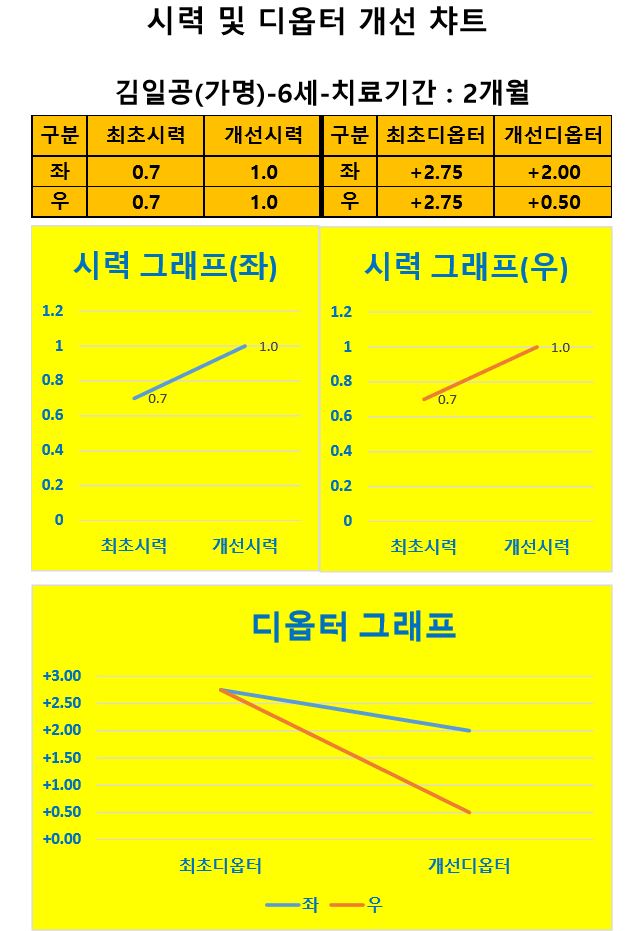 시력 및 디옵터 개선 챠트
김일공(가명)-6세-치료기간 : 2개월
구분 최초시력 개선시력 구분 최초디옵터 개선디옵터
좌 0.7 1.0 좌 +2.75 +2.00
우 0.7 1.0 우 +2.75 +0.50
시력 그래프(좌)
1.2
1
0.8
0.6
0.4
0.2
0
1.0
0.7
최초시력 개선시력
시력 그래프(우)
1.2
1
0.8
0.6
0.4
0.2
0
1.0
0.7
최초시력 개선시력
디옵터 그래프
+3.00
+2.50
+2.00
+1.50
+1.00
+0.50
+0.00
최초디옵터 개선디옵터
좌 우